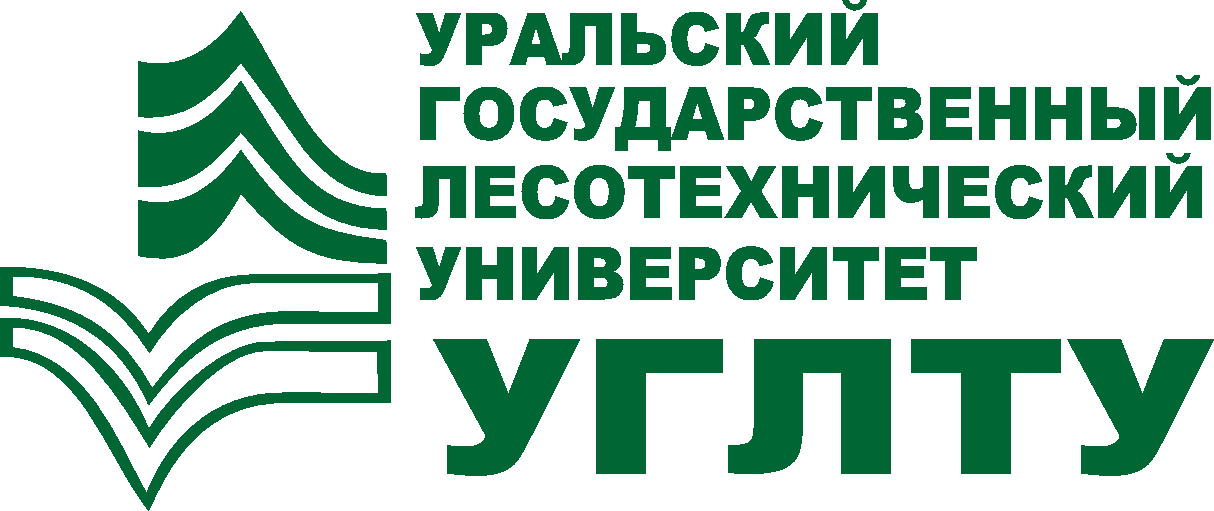 УРАЛЬСКИЙ
ГОСУДАРСТВЕННЫЙ
ЛЕСОТЕХНИЧЕСКИЙ
УНИВЕРСИТЕТ
УГЛТУ